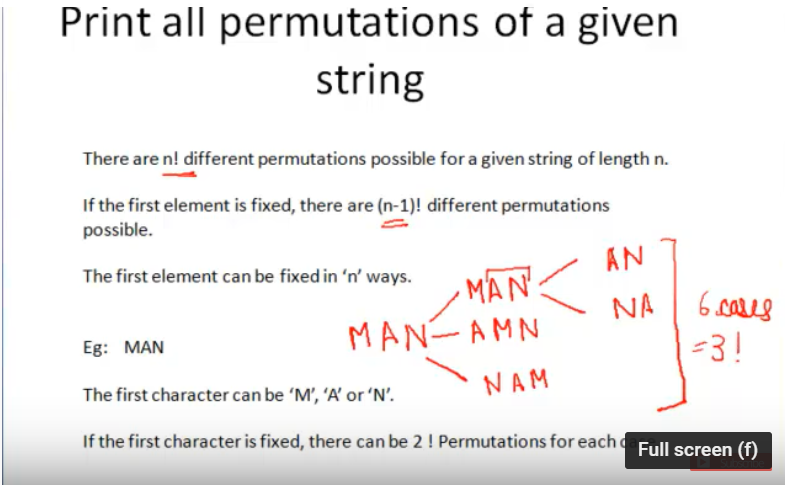 Print all permutations of a given
string
There are n! different permutations possible for a given string of length n.
If the first element is fixed, there are (n-1)! different permutations
possible.
The first element can be fixed in ‘n’ ways.
MAN
AN
NA
6 cases
=3!
MAN
AMN
NAM
Eg: MAN
The first character can be ‘M’, ‘A’ or ‘N’.
If the first character is fixed, there can be 2 ! Permutations for each
Full screen (f)